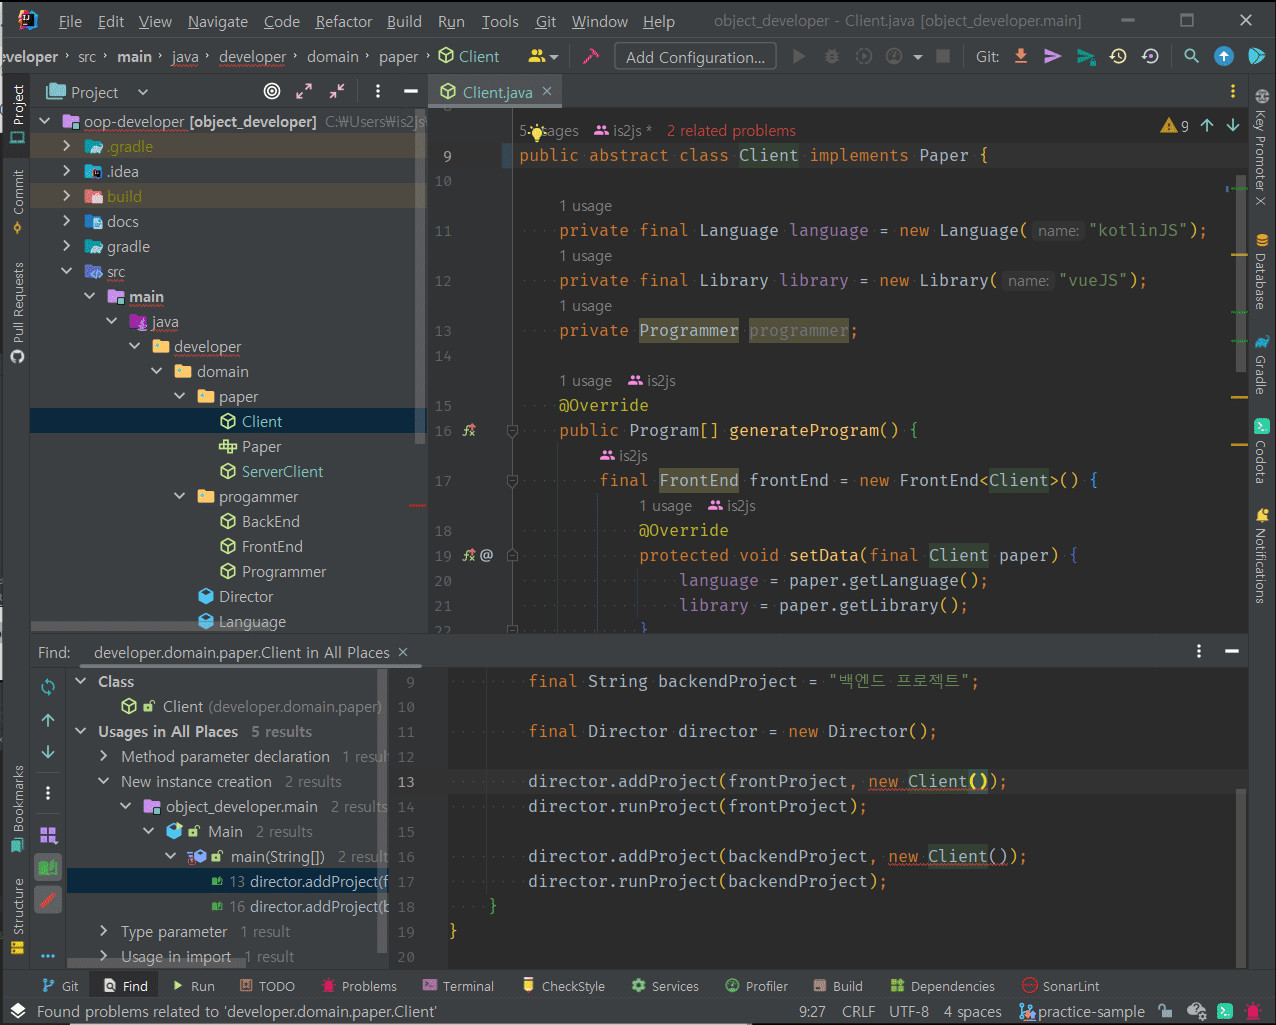 File Edit View Navigate Code Refactor Build Run Tools Git Window Help object_developer - Client.java [object_developer.main]
eveloper src main java developer domain paper Client Add Configuration... Git:
Project
Client.java
Project
Commit
Pull Requests
Bookmarks
Structure
oop-developer [object_developer] C:₩Users₩is2js₩
.gradle
.idea
build
docs
gradle
src
main
java
developer
domain
paper
Client
Paper
ServerClient
progammer
BackEnd
FrontEnd
Programmer
Director
Language
8
5 usages is2js * 2 related problems
9
9 public abstract class Client implements Paper {
10
1 usage
11 private final Language language = new Language( name: "kotlinJS");
1 usage
12 private final Library library = new Library( name: "vueJS");
1 usage
13 private Programmer programmer;
14
1 usage is2js
15 @Override
16 public Program[] generateProgram() {
is2js
17 final FrontEnd frontEnd = new FrontEnd<Client>() {
1 usage is2js
18 @Override
19 @ protected void setData(final Client paper) {
20 language = paper.getLanguage();
21 library = paper.getLibrary();
22 }
Key Promoter X
Database
Gradle
Codota
Notifications
Find: developer.domain.paper.Client in All Places
Class
Client (developer.domain.paper)
Usages in All Places 5 results
Method parameter declaration 1 resul
New instance creation 2 results
object_developer.main 2 results
Main 2 results
main(String[]) 2 result
13 director.addProject(f
16 director.addProject(b
Type parameter 1 result
Usage in import 1 result
9 final String backendProject = "백엔드 프로젝트";
10
11 final Director director = new Director();
12
13 director.addProject(frontProject, new Client());
14 director.runProject(frontProject);
15
16 director.addProject(backendProject, new Client());
17 director.runProject(backendProject);
18 }
19 }
20
Git Find Run TODO Problems Terminal CheckStyle Services Profiler Build Dependencies SonarLint
Found problems related to 'developer.domain.paper.Client' 9:27 CRLF UTF-8 4 spaces practice-sample